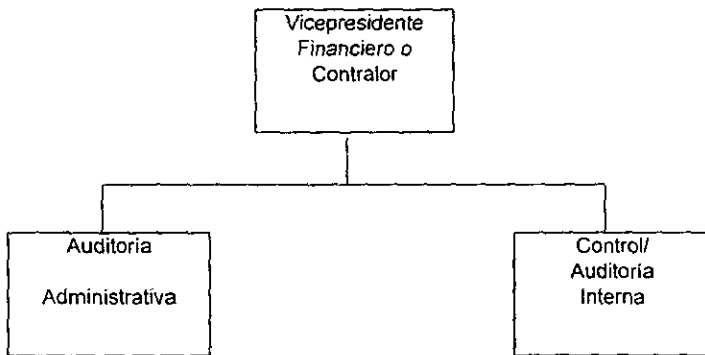 Vicepresidente
Financiero o
Contralor
Auditoria
Administrativa
Control/
Auditoría
Interna